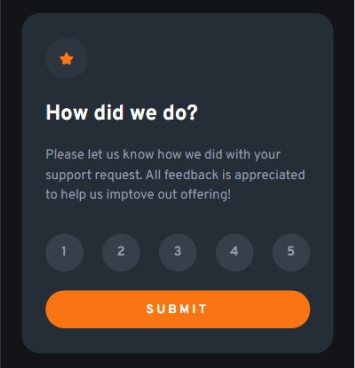 How did we do?
Please let us know how we did with your
support request. All feedback is appreciated
to help us imptove out offering!
1 2 3 4 5
SUBMIT